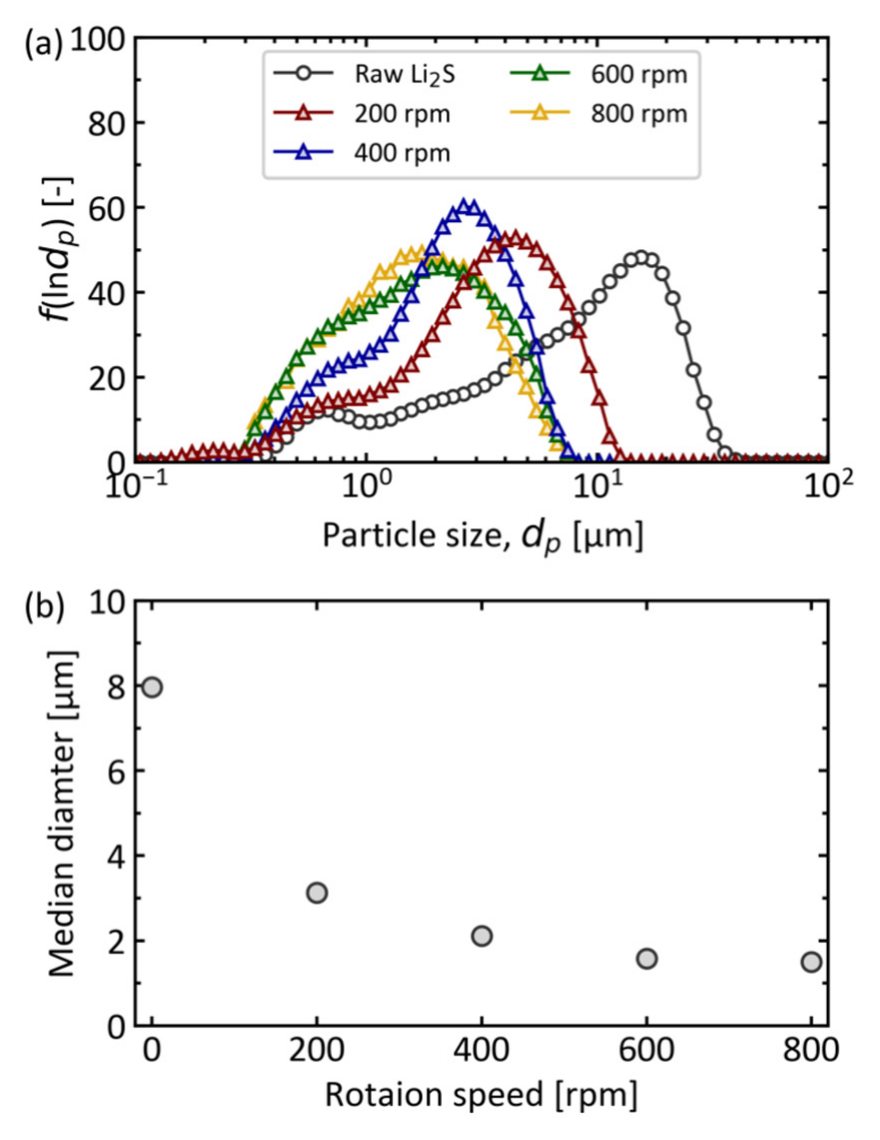 (a)
100
80
60
40
20
0
f(lndₚ) [-]
Raw Li₂S
200 rpm
400 rpm
600 rpm
800 rpm
10⁻¹ 10⁰ 10¹ 10²
Particle size, dₚ [μm]
(b)
10
8
6
4
2
0
Median diamter [μm]
0 200 400 600 800
Rotaion speed [rpm]